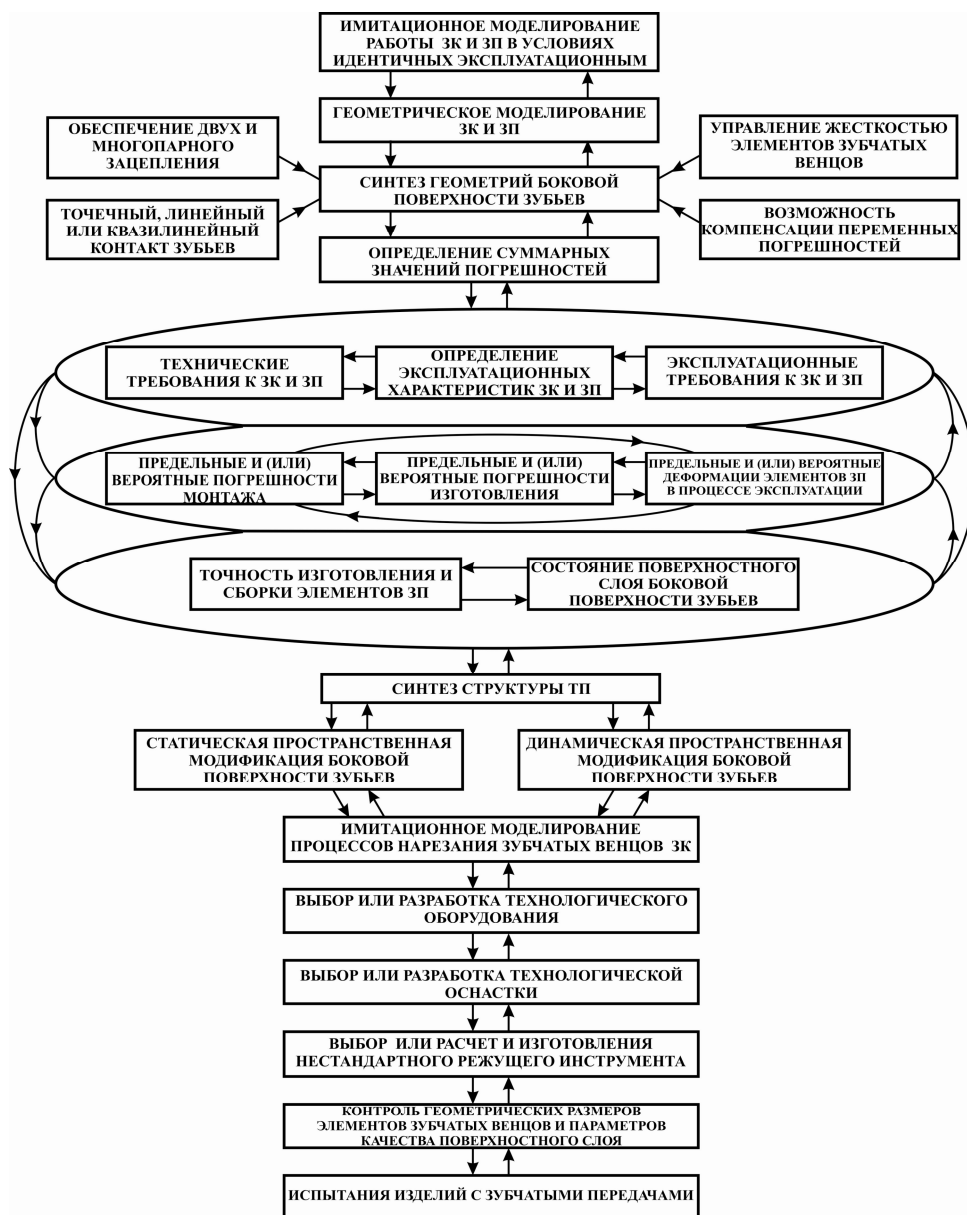 ИМИТАЦИОННОЕ МОДЕЛИРОВАНИЕ
РАБОТЫ ЗК И ЗП В УСЛОВИЯХ
ИДЕНТИЧНЫХ ЭКСПЛУАТАЦИОННЫМ
ГЕОМЕТРИЧЕСКОЕ МОДЕЛИРОВАНИЕ
ЗК И ЗП
ОБЕСПЕЧЕНИЕ ДВУХ И
МНОГОПАРНОГО
ЗАЦЕПЛЕНИЯ
УПРАВЛЕНИЕ ЖЕСТКОСТЬЮ
ЭЛЕМЕНТОВ ЗУБЧАТЫХ
ВЕНЦОВ
СИНТЕЗ ГЕОМЕТРИЙ БОКОВОЙ
ПОВЕРХНОСТИ ЗУБЬЕВ
ТОЧЕЧНЫЙ, ЛИНЕЙНЫЙ
ИЛИ КВАЗИЛИНЕЙНЫЙ
КОНТАКТ ЗУБЬЕВ
ВОЗМОЖНОСТЬ
КОМПЕНСАЦИИ ПЕРЕМЕННЫХ
ПОГРЕШНОСТЕЙ
ОПРЕДЕЛЕНИЕ СУММАРНЫХ
ЗНАЧЕНИЙ ПОГРЕШНОСТЕЙ
ТЕХНИЧЕСКИЕ
ТРЕБОВАНИЯ К ЗК И ЗП
ОПРЕДЕЛЕНИЕ
ЭКСПЛУАТАЦИОННЫХ
ХАРАКТЕРИСТИК ЗК И ЗП
ЭКСПЛУАТАЦИОННЫЕ
ТРЕБОВАНИЯ К ЗК И ЗП
ПРЕДЕЛЬНЫЕ И (ИЛИ)
ВЕРОЯТНЫЕ ПОГРЕШНОСТИ
МОНТАЖА
ПРЕДЕЛЬНЫЕ И (ИЛИ)
ВЕРОЯТНЫЕ ПОГРЕШНОСТИ
ИЗГОТОВЛЕНИЯ
ПРЕДЕЛЬНЫЕ И (ИЛИ) ВЕРОЯТНЫЕ
ДЕФОРМАЦИИ ЭЛЕМЕНТОВ ЗП
В ПРОЦЕССЕ ЭКСПЛУАТАЦИИ
ТОЧНОСТЬ ИЗГОТОВЛЕНИЯ И
СБОРКИ ЭЛЕМЕНТОВ ЗП
СОСТОЯНИЕ ПОВЕРХНОСТНОГО
СЛОЯ БОКОВОЙ
ПОВЕРХНОСТИ ЗУБЬЕВ
СИНТЕЗ СТРУКТУРЫ ТП
СТАТИЧЕСКАЯ ПРОСТРАНСТВЕННАЯ
МОДИФИКАЦИЯ БОКОВОЙ
ПОВЕРХНОСТИ ЗУБЬЕВ
ДИНАМИЧЕСКАЯ ПРОСТРАНСТВЕННАЯ
МОДИФИКАЦИЯ БОКОВОЙ
ПОВЕРХНОСТИ ЗУБЬЕВ
ИМИТАЦИОННОЕ МОДЕЛИРОВАНИЕ
ПРОЦЕССОВ НАРЕЗАНИЯ ЗУБЧАТЫХ ВЕНЦОВ ЗК
ВЫБОР ИЛИ РАЗРАБОТКА ТЕХНОЛОГИЧЕСКОГО
ОБОРУДОВАНИЯ
ВЫБОР ИЛИ РАЗРАБОТКА ТЕХНОЛОГИЧЕСКОЙ
ОСНАСТКИ
ВЫБОР ИЛИ РАСЧЕТ И ИЗГОТОВЛЕНИЯ
НЕСТАНДАРТНОГО РЕЖУЩЕГО ИНСТРУМЕНТА
КОНТРОЛЬ ГЕОМЕТРИЧЕСКИХ РАЗМЕРОВ
ЭЛЕМЕНТОВ ЗУБЧАТЫХ ВЕНЦОВ И ПАРАМЕТРОВ
КАЧЕСТВА ПОВЕРХНОСТНОГО СЛОЯ
ИСПЫТАНИЯ ИЗДЕЛИЙ С ЗУБЧАТЫМИ ПЕРЕДАЧАМИ